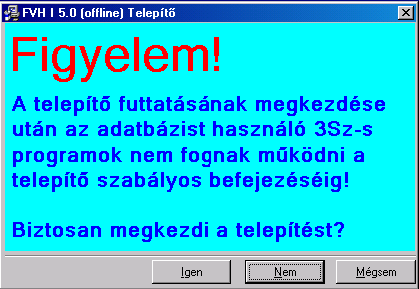 FVH I 5.0 (offline) Telepítő
Figyelem!
A telepítő futtatásának megkezdése
után az adatbázist használó 3Sz-s
programok nem fognak működni a
telepítő szabályos befejezéséig!
Biztosan megkezdi a telepítést?
Igen Nem Mégsem